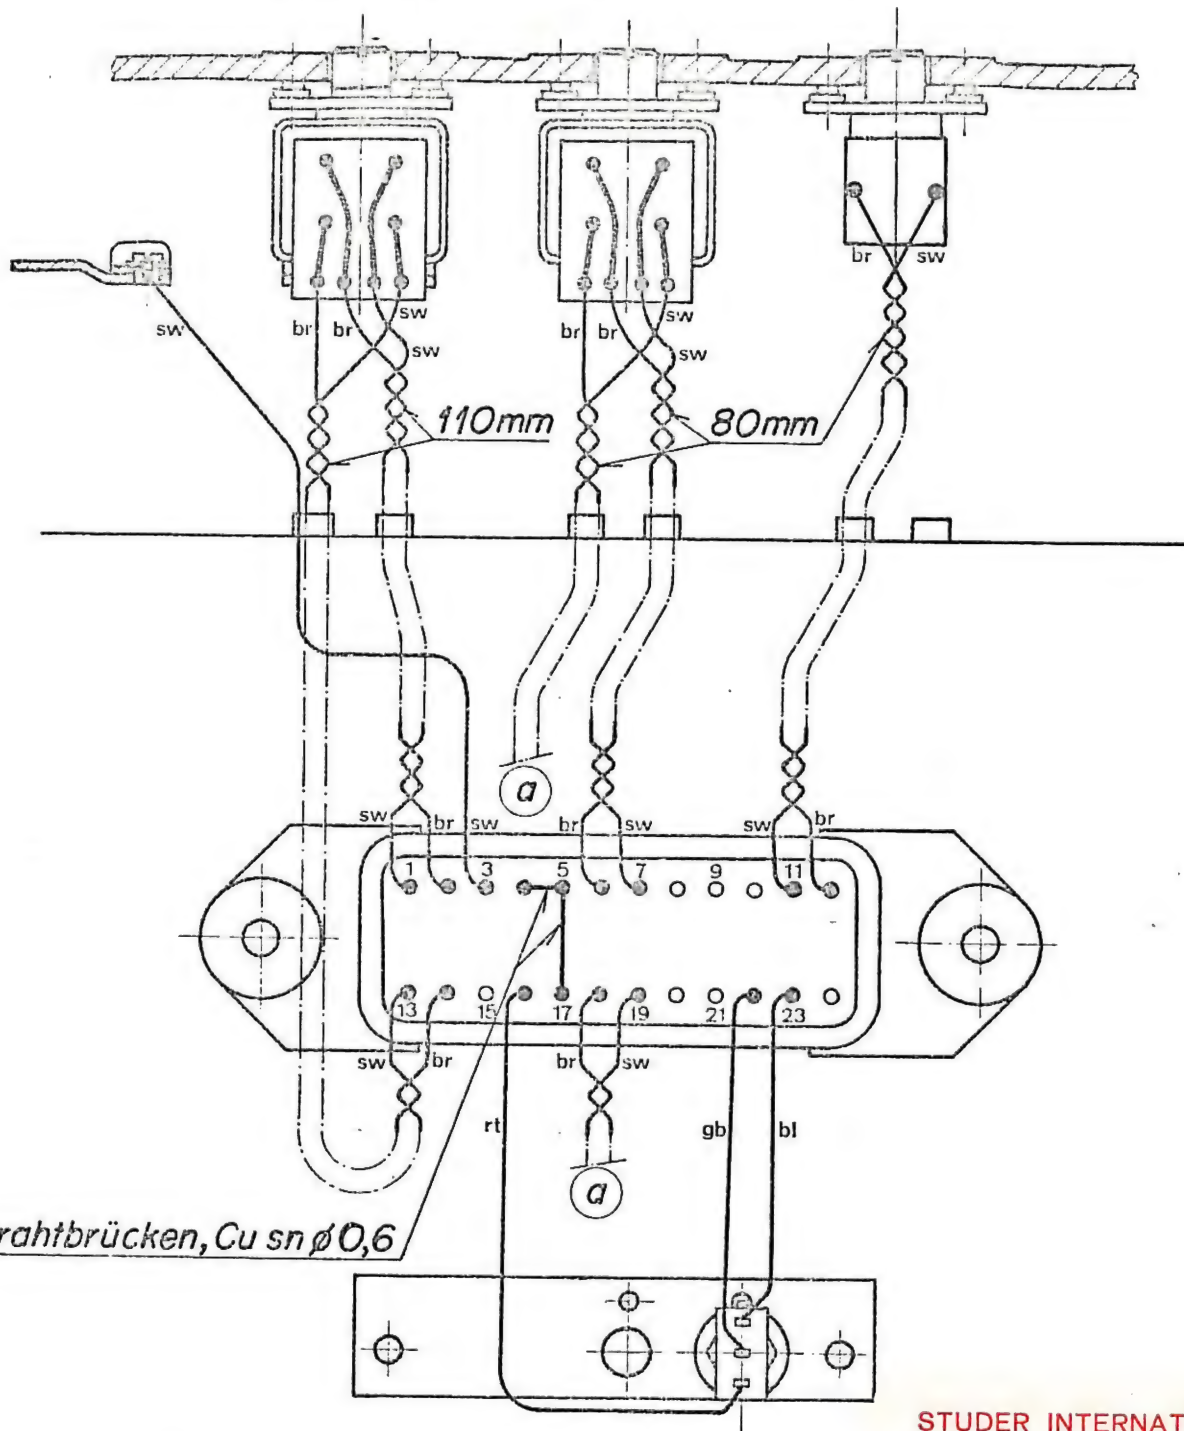 br sw
sw
br br sw
sw
br br sw
sw
110mm
80mm
a
sw br sw br sw sw br
1 3 5 7 9 11
13 15 17 19 21 23
sw br br sw
rt gb bl
a
rahtbrücken, Cu sn ø 0,6
STUDER INTERNAT